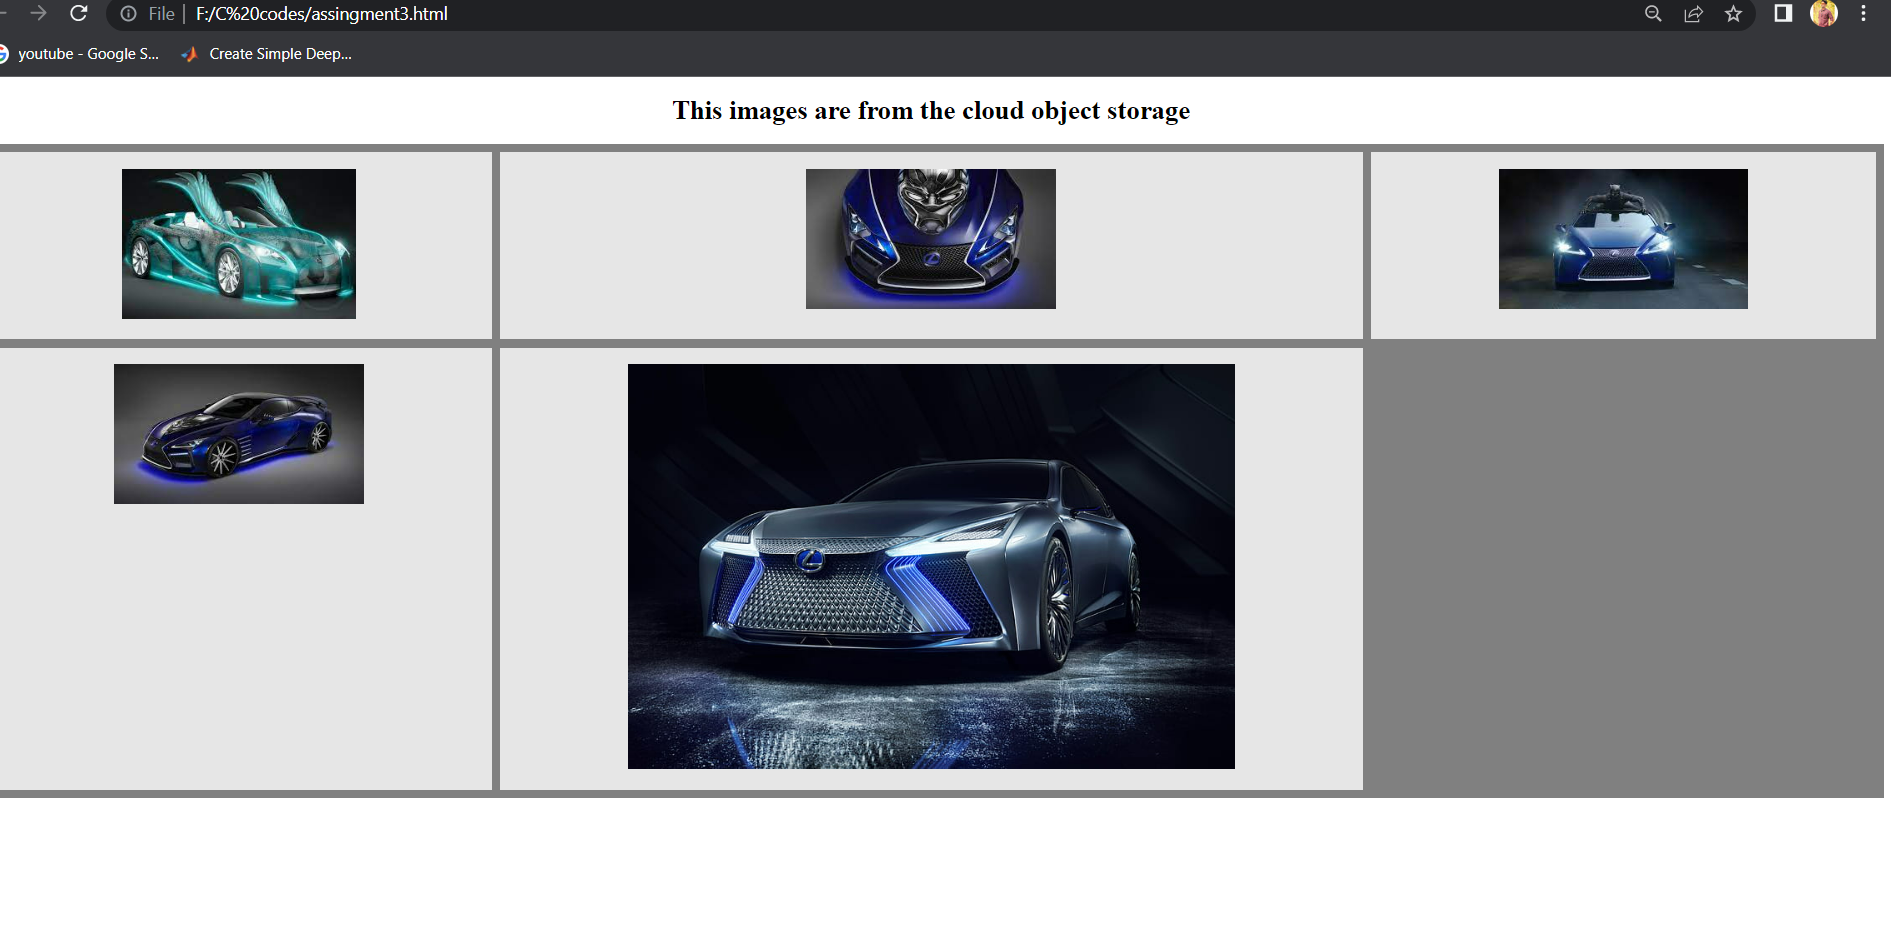 File | F:/C%20codes/assingment3.html
youtube - Google S... Create Simple Deep...
This images are from the cloud object storage